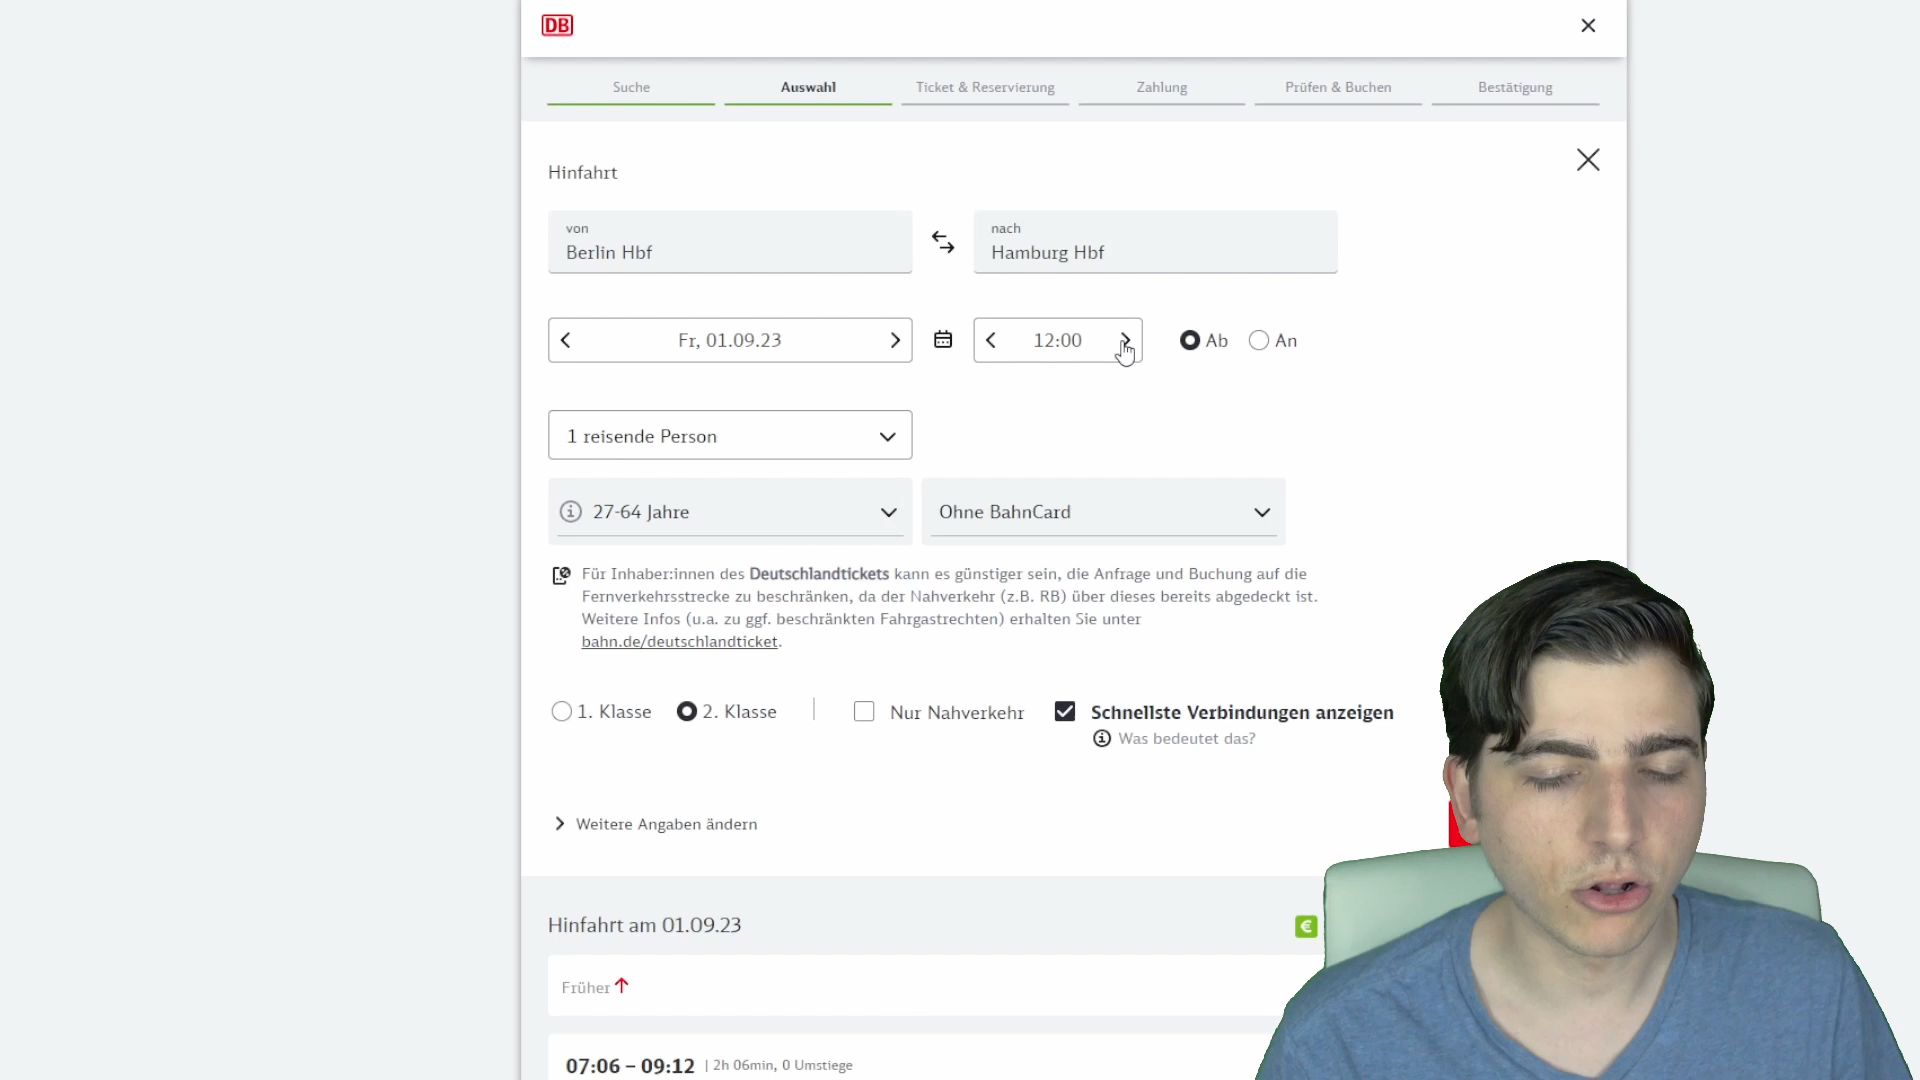 DB
Suche
Auswahl
Ticket & Reservierung
Zahlung
Prüfen & Buchen
Bestätigung
Hinfahrt
von
Berlin Hbf
nach
Hamburg Hbf
Fr, 01.09.23
12:00
Ab
An
1 reisende Person
27-64 Jahre
Ohne BahnCard
Für Inhaber:innen des Deutschlandtickets kann es günstiger sein, die Anfrage und Buchung auf die
Fernverkehrsstrecke zu beschränken, da der Nahverkehr (z.B. RB) über dieses bereits abgedeckt ist.
Weitere Infos (u.a. zu ggf. beschränkten Fahrgastrechten) erhalten Sie unter
bahn.de/deutschlandticket.
1. Klasse
2. Klasse
Nur Nahverkehr
Schnellste Verbindungen anzeigen
Was bedeutet das?
Weitere Angaben ändern
Hinfahrt am 01.09.23
€
Früher
07:06 – 09:12 | 2h 06min, 0 Umstiege